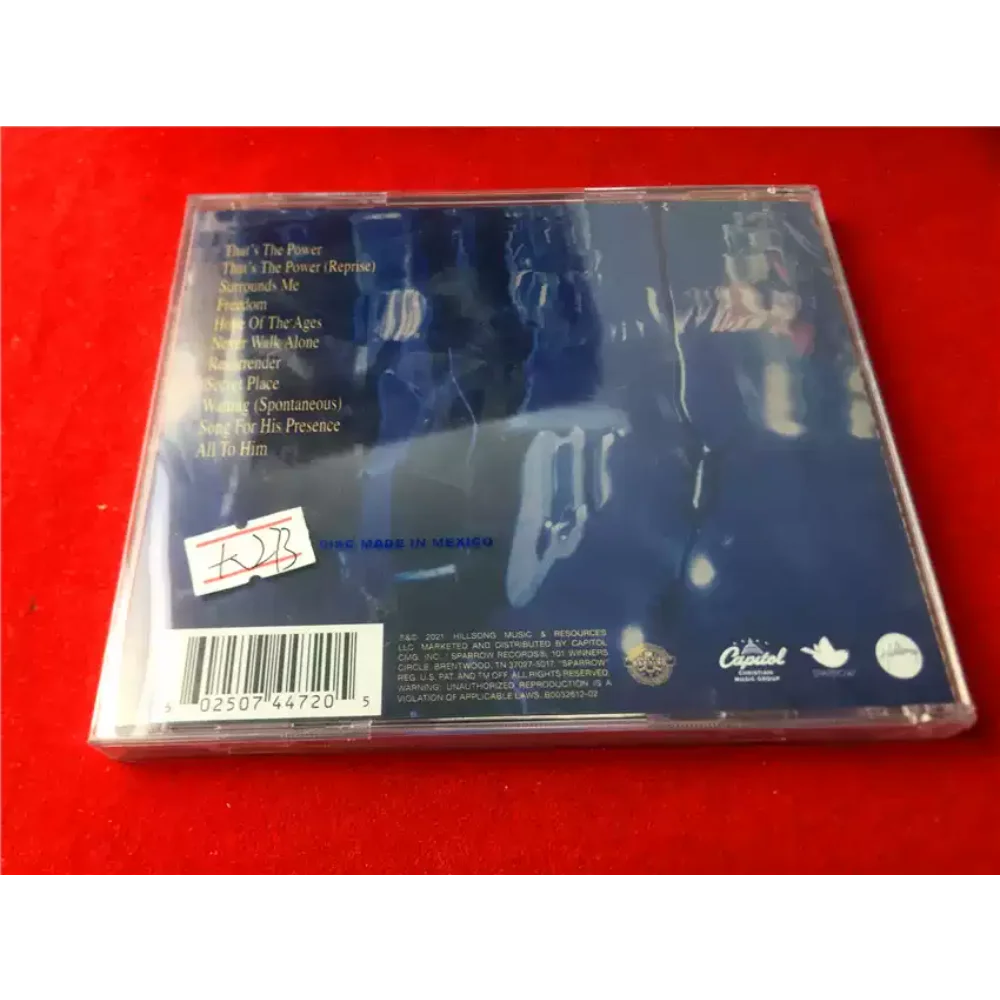 That's The Power
That's The Power (Reprise)
Surrounds Me
Freedom
Hope Of The Ages
Never Walk Alone
Resurrender
Secret Place
Waiting (Spontaneous)
Song For His Presence
All To Him
DISC MADE IN MEXICO
6 02507 44720 5
℗&© 2021 HILLSONG MUSIC & RESOURCES
LLC. MARKETED AND DISTRIBUTED BY CAPITOL
CMG, INC. / SPARROW RECORDS®, 101 WINNERS
CIRCLE, BRENTWOOD, TN 37027-5017. "SPARROW"
REG. U.S. PAT. AND TM OFF. ALL RIGHTS RESERVED.
WARNING: UNAUTHORIZED REPRODUCTION IS A
VIOLATION OF APPLICABLE LAWS. B0032612-02
Capitol
CHRISTIAN
MUSIC GROUP